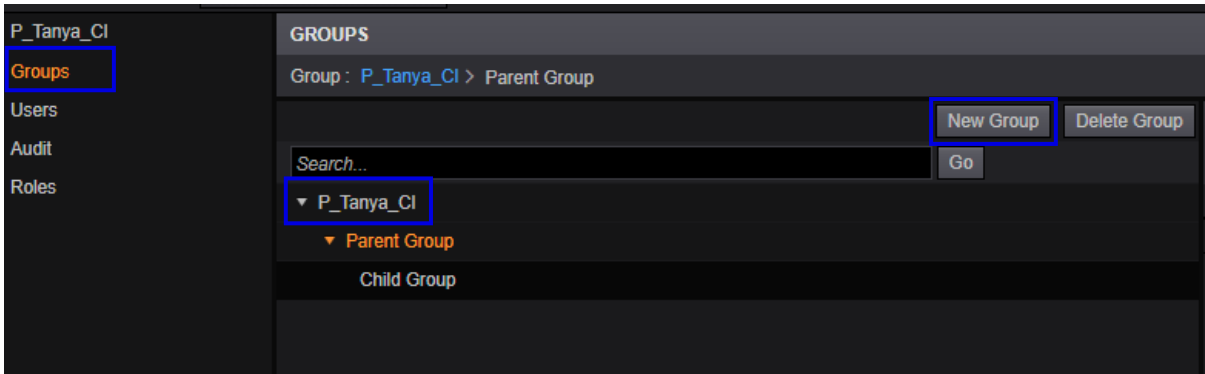 P_Tanya_CI
Groups
Users
Audit
Roles
GROUPS
Group : P_Tanya_CI > Parent Group
New Group Delete Group
Search... Go
P_Tanya_CI
Parent Group
Child Group